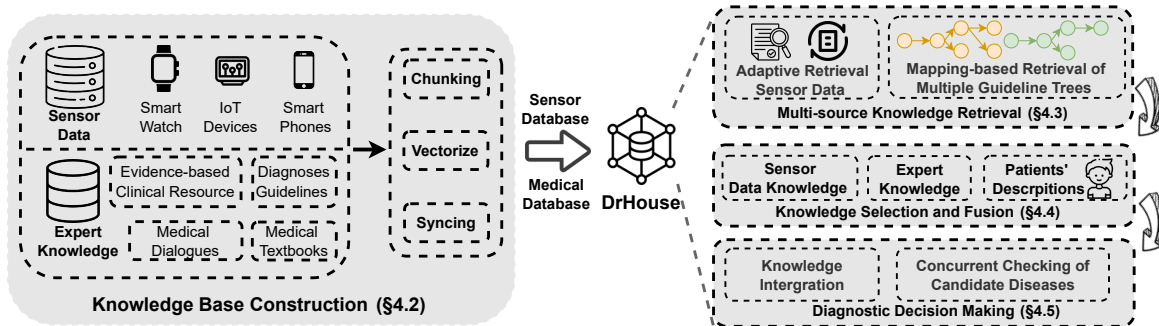 Sensor
Data
Smart
Watch
IoT
Devices
Smart
Phones
Expert
Knowledge
Evidence-based
Clinical Resource
Diagnoses
Guidelines
Medical
Dialogues
Medical
Textbooks
Chunking
Vectorize
Syncing
Knowledge Base Construction (§4.2)
Sensor
Database
Medical
Database
DrHouse
Adaptive Retrieval
Sensor Data
Mapping-based Retrieval of
Multiple Guideline Trees
Multi-source Knowledge Retrieval (§4.3)
Sensor
Data Knowledge
Expert
Knowledge
Patients'
Descrpitions
Knowledge Selection and Fusion (§4.4)
Knowledge
Intergration
Concurrent Checking of
Candidate Diseases
Diagnostic Decision Making (§4.5)